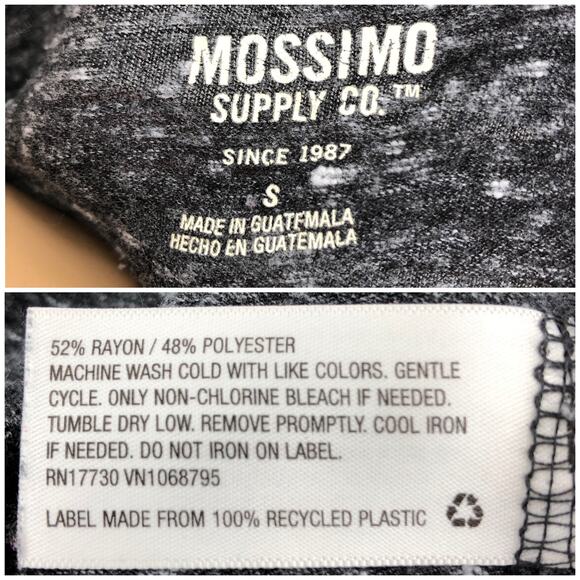 MOSSIMO
SUPPLY CO.™
SINCE 1987
S
MADE IN GUATEMALA
HECHO EN GUATEMALA
52% RAYON / 48% POLYESTER
MACHINE WASH COLD WITH LIKE COLORS. GENTLE
CYCLE. ONLY NON-CHLORINE BLEACH IF NEEDED.
TUMBLE DRY LOW. REMOVE PROMPTLY. COOL IRON
IF NEEDED. DO NOT IRON ON LABEL.
RN17730 VN1068795
LABEL MADE FROM 100% RECYCLED PLASTIC